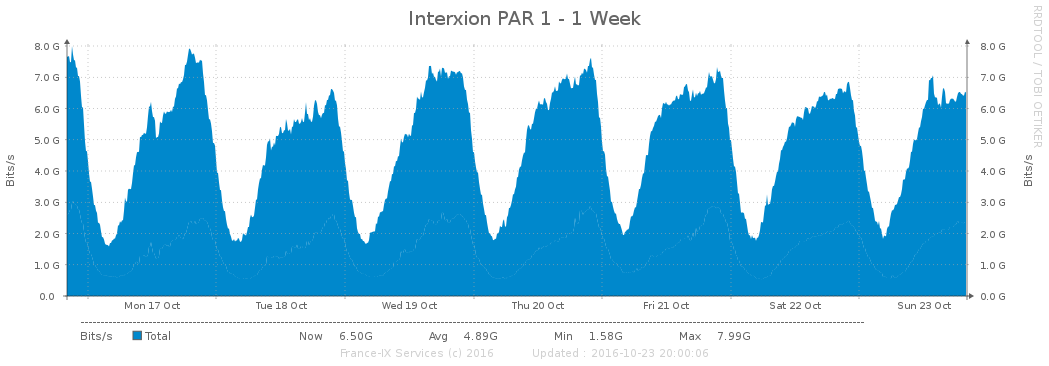 Interxion PAR 1 - 1 Week
RRDTOOL / TOBI OETIKER
Bits/s
8.0 G 8.0 G
7.0 G 7.0 G
6.0 G 6.0 G
5.0 G 5.0 G
4.0 G 4.0 G
3.0 G 3.0 G
2.0 G 2.0 G
1.0 G 1.0 G
0.0 0.0 G
Bits/s
Mon 17 Oct Tue 18 Oct Wed 19 Oct Thu 20 Oct Fri 21 Oct Sat 22 Oct Sun 23 Oct
Bits/s Total Now 6.50G Avg 4.89G Min 1.58G Max 7.99G
France-IX Services (c) 2016 Updated : 2016-10-23 20:00:06